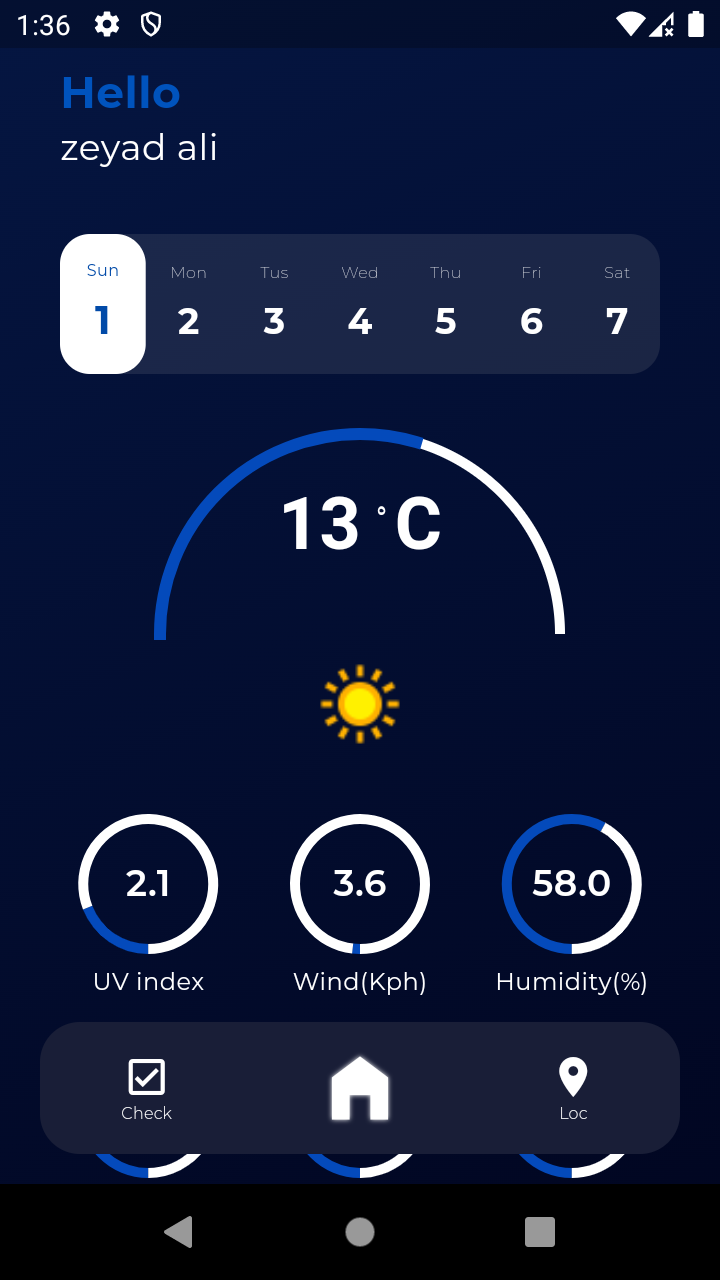 1:36
Hello
zeyad ali
Sun Mon Tus Wed Thu Fri Sat
1 2 3 4 5 6 7
13 °C
2.1 3.6 58.0
UV index Wind(Kph) Humidity(%)
Check Loc